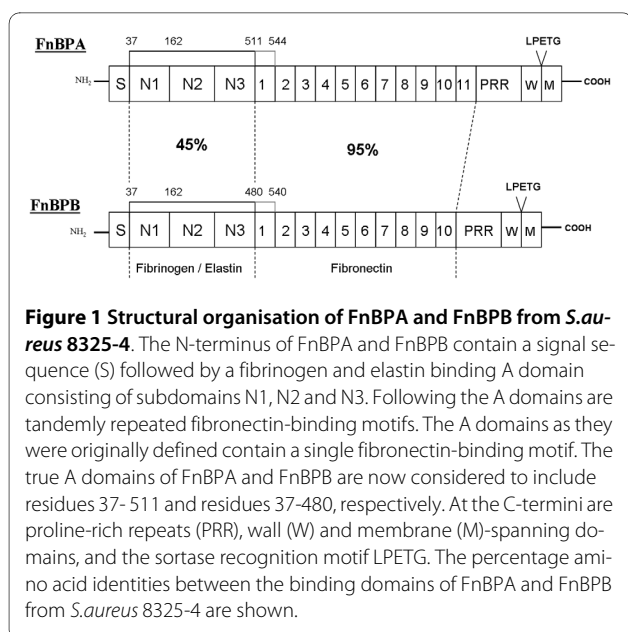 37 162 511 544
FnBPA LPETG
NH2 S N1 N2 N3 1 2 3 4 5 6 7 8 9 10 11 PRR W M COOH
45% 95%
37 162 480 540
FnBPB LPETG
NH2 S N1 N2 N3 1 2 3 4 5 6 7 8 9 10 PRR W M COOH
Fibrinogen / Elastin Fibronectin
Figure 1 Structural organisation of FnBPA and FnBPB from S.au-
reus 8325-4. The N-terminus of FnBPA and FnBPB contain a signal se-
quence (S) followed by a fibrinogen and elastin binding A domain
consisting of subdomains N1, N2 and N3. Following the A domains are
tandemly repeated fibronectin-binding motifs. The A domains as they
were originally defined contain a single fibronectin-binding motif. The
true A domains of FnBPA and FnBPB are now considered to include
residues 37- 511 and residues 37-480, respectively. At the C-termini are
proline-rich repeats (PRR), wall (W) and membrane (M)-spanning do-
mains, and the sortase recognition motif LPETG. The percentage ami-
no acid identities between the binding domains of FnBPA and FnBPB
from S.aureus 8325-4 are shown.